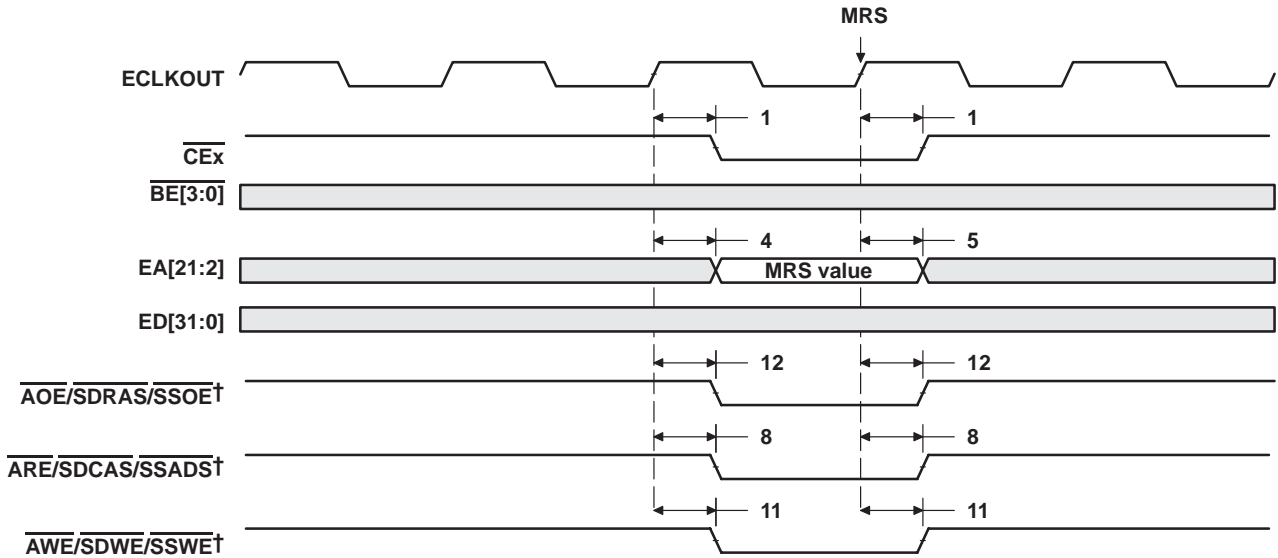 MRS
ECLKOUT
1 1
CEx
BE[3:0]
4 5
EA[21:2] MRS value
ED[31:0]
12 12
AOE/SDRAS/SSOE†
8 8
ARE/SDCAS/SSADS†
11 11
AWE/SDWE/SSWE†